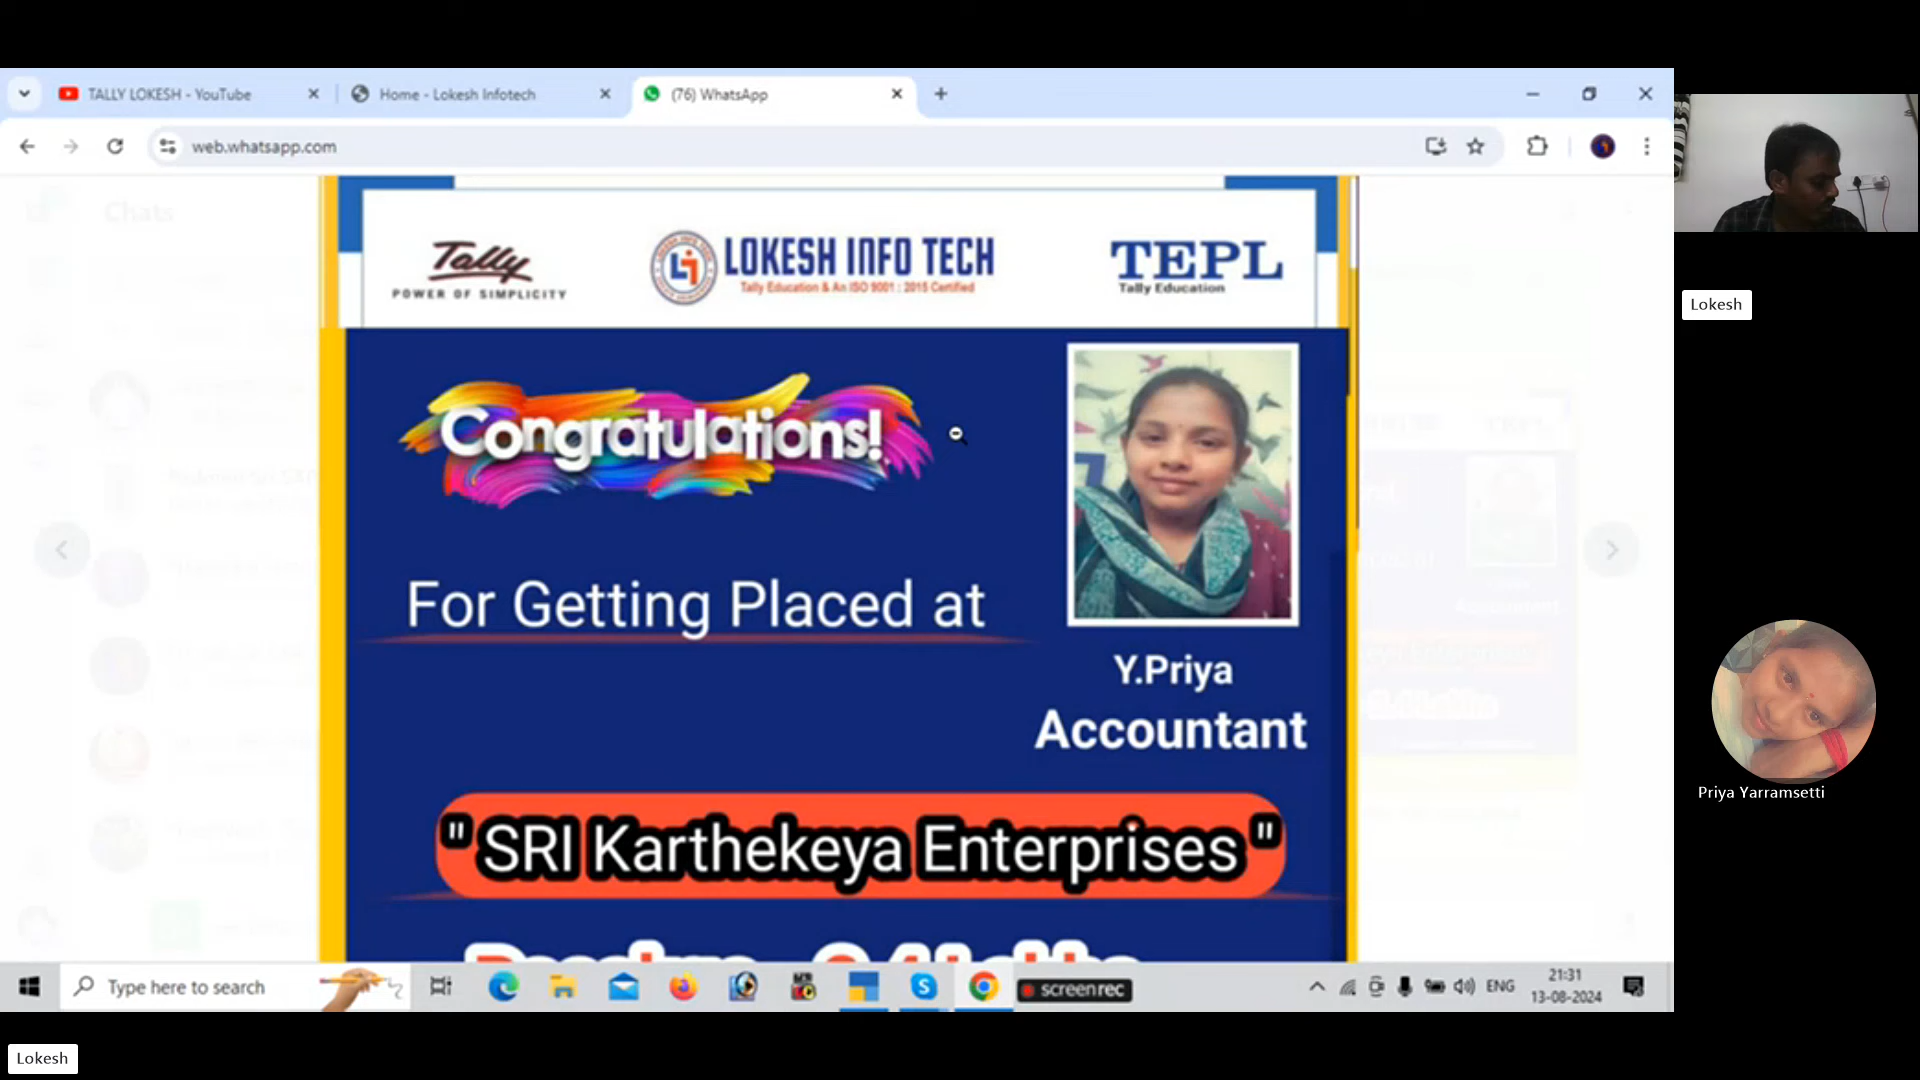 TALLY LOKESH - YouTube
Home - Lokesh Infotech
(76) WhatsApp
web.whatsapp.com
Chats
Tally
POWER OF SIMPLICITY
LOKESH INFO TECH
Tally Education & An ISO 9001 : 2015 Certified
TEPL
Tally Education
Congratulations!
For Getting Placed at
Y.Priya
Accountant
" SRI Karthekeya Enterprises "
Type here to search
screenrec
ENG
21:31
13-08-2024
Lokesh
Priya Yarramsetti
Lokesh